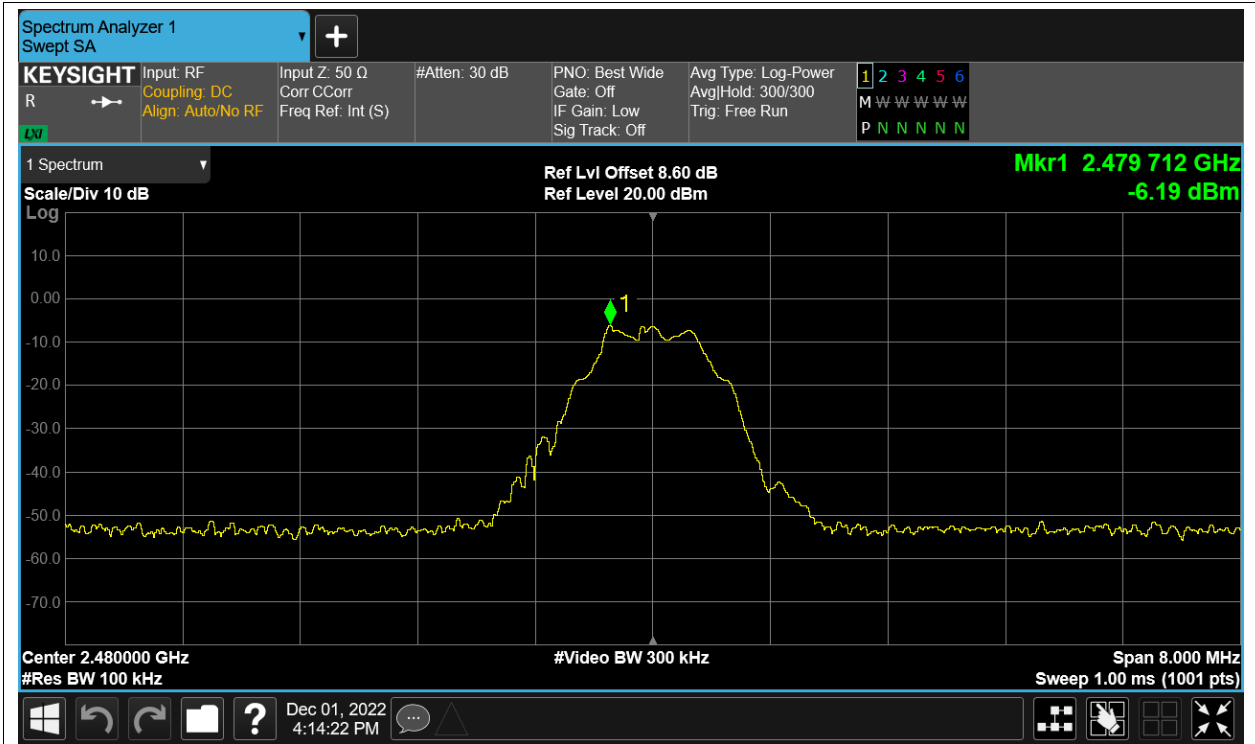 Spectrum Analyzer 1
Swept SA
KEYSIGHT
R
LXI
Input: RF
Coupling: DC
Align: Auto/No RF
Input Z: 50 Ω
Corr CCorr
Freq Ref: Int (S)
#Atten: 30 dB
PNO: Best Wide
Gate: Off
IF Gain: Low
Sig Track: Off
Avg Type: Log-Power
Avg|Hold: 300/300
Trig: Free Run
1 2 3 4 5 6
M W W W W W
P N N N N N
1 Spectrum
Scale/Div 10 dB
Log
Ref Lvl Offset 8.60 dB
Ref Level 20.00 dBm
Mkr1 2.479 712 GHz
-6.19 dBm
10.0
0.00
1
-10.0
-20.0
-30.0
-40.0
-50.0
-60.0
-70.0
Center 2.480000 GHz
#Video BW 300 kHz
Span 8.000 MHz
#Res BW 100 kHz
Sweep 1.00 ms (1001 pts)
?
Dec 01, 2022
4:14:22 PM